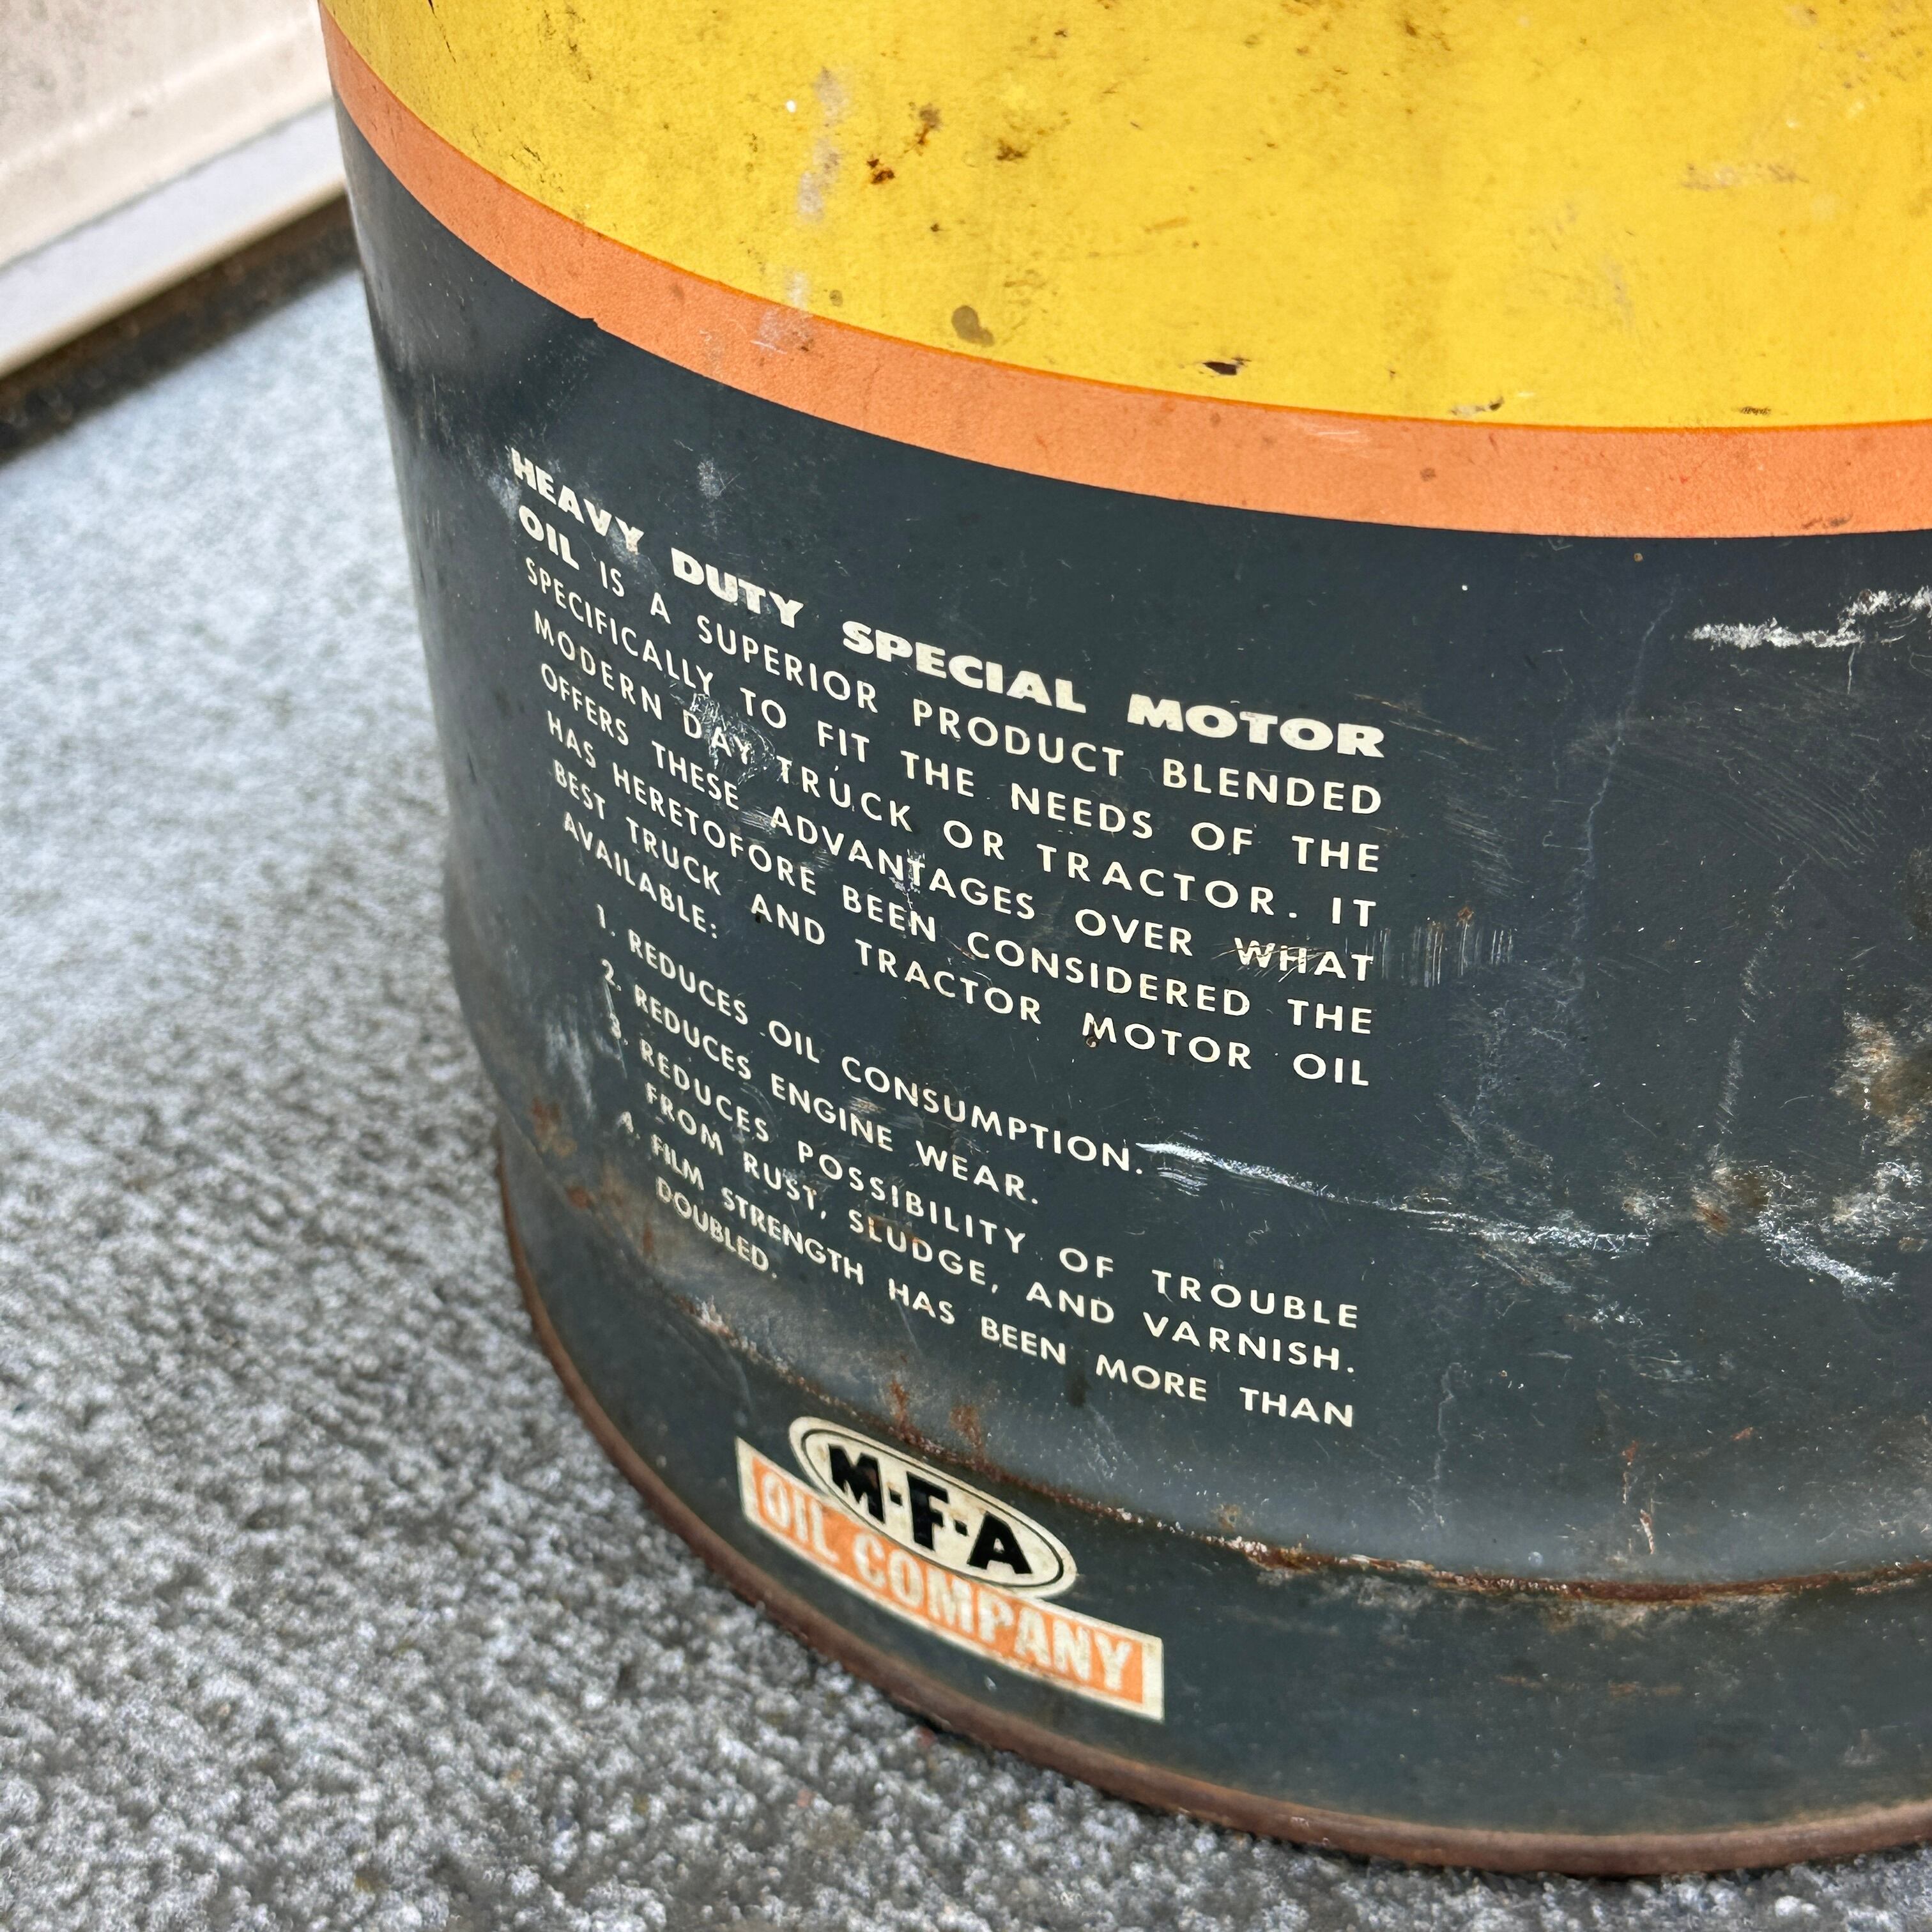 HEAVY DUTY SPECIAL MOTOR
OIL IS A SUPERIOR PRODUCT BLENDED
SPECIFICALLY TO FIT THE NEEDS OF THE
MODERN DAY TRUCK OR TRACTOR. IT
OFFERS THESE ADVANTAGES OVER WHAT
HAS HERETOFORE BEEN CONSIDERED THE
BEST TRUCK AND TRACTOR MOTOR OIL
AVAILABLE:
1. REDUCES OIL CONSUMPTION.
2. REDUCES ENGINE WEAR.
3. REDUCES POSSIBILITY OF TROUBLE
FROM RUST, SLUDGE, AND VARNISH.
4. FILM STRENGTH HAS BEEN MORE THAN
DOUBLED.
M-F-A
OIL COMPANY